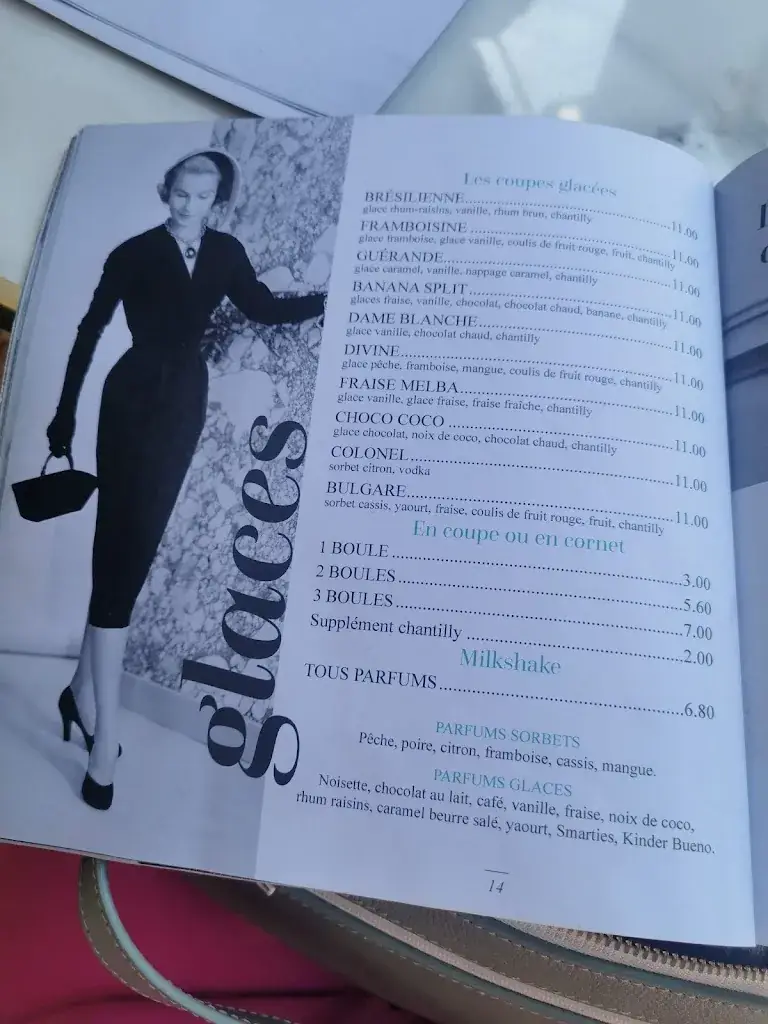 glaces
Les coupes glacées
BRÉSILIENNE 11.00
glace rhum-raisins, vanille, rhum brun, chantilly
FRAMBOISINE 11.00
glace framboise, glace vanille, coulis de fruit rouge, fruit, chantilly
GUÉRANDE 11.00
glace caramel, vanille, nappage caramel, chantilly
BANANA SPLIT 11.00
glaces fraise, vanille, chocolat, chocolat chaud, banane, chantilly
DAME BLANCHE 11.00
glace vanille, chocolat chaud, chantilly
DIVINE 11.00
glace pêche, framboise, mangue, coulis de fruit rouge, chantilly
FRAISE MELBA 11.00
glace vanille, glace fraise, fraise fraîche, chantilly
CHOCO COCO 11.00
glace chocolat, noix de coco, chocolat chaud, chantilly
COLONEL 11.00
sorbet citron, vodka
BULGARE 11.00
sorbet cassis, yaourt, fraise, coulis de fruit rouge, fruit, chantilly
En coupe ou en cornet
1 BOULE 3.00
2 BOULES 5.60
3 BOULES 7.00
Supplément chantilly 2.00
Milkshake
TOUS PARFUMS 6.80
PARFUMS SORBETS
Pêche, poire, citron, framboise, cassis, mangue.
PARFUMS GLACES
Noisette, chocolat au lait, café, vanille, fraise, noix de coco,
rhum raisins, caramel beurre salé, yaourt, Smarties, Kinder Bueno.
14